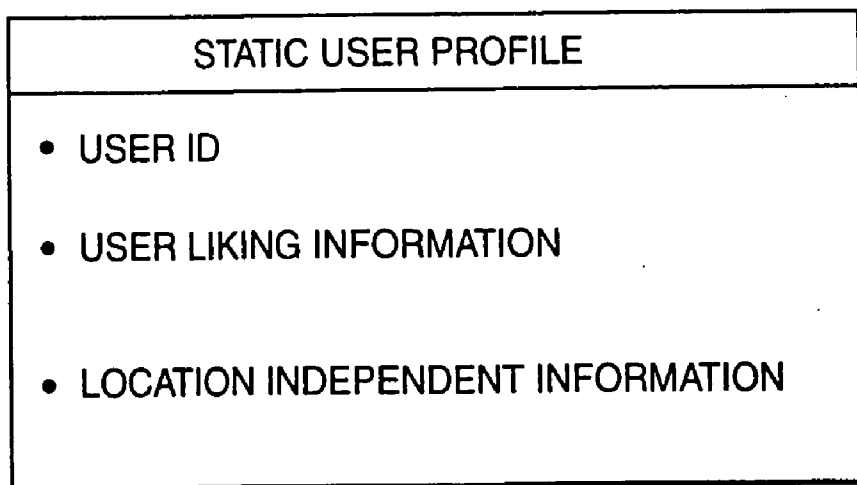 STATIC USER PROFILE
• USER ID
• USER LIKING INFORMATION
• LOCATION INDEPENDENT INFORMATION